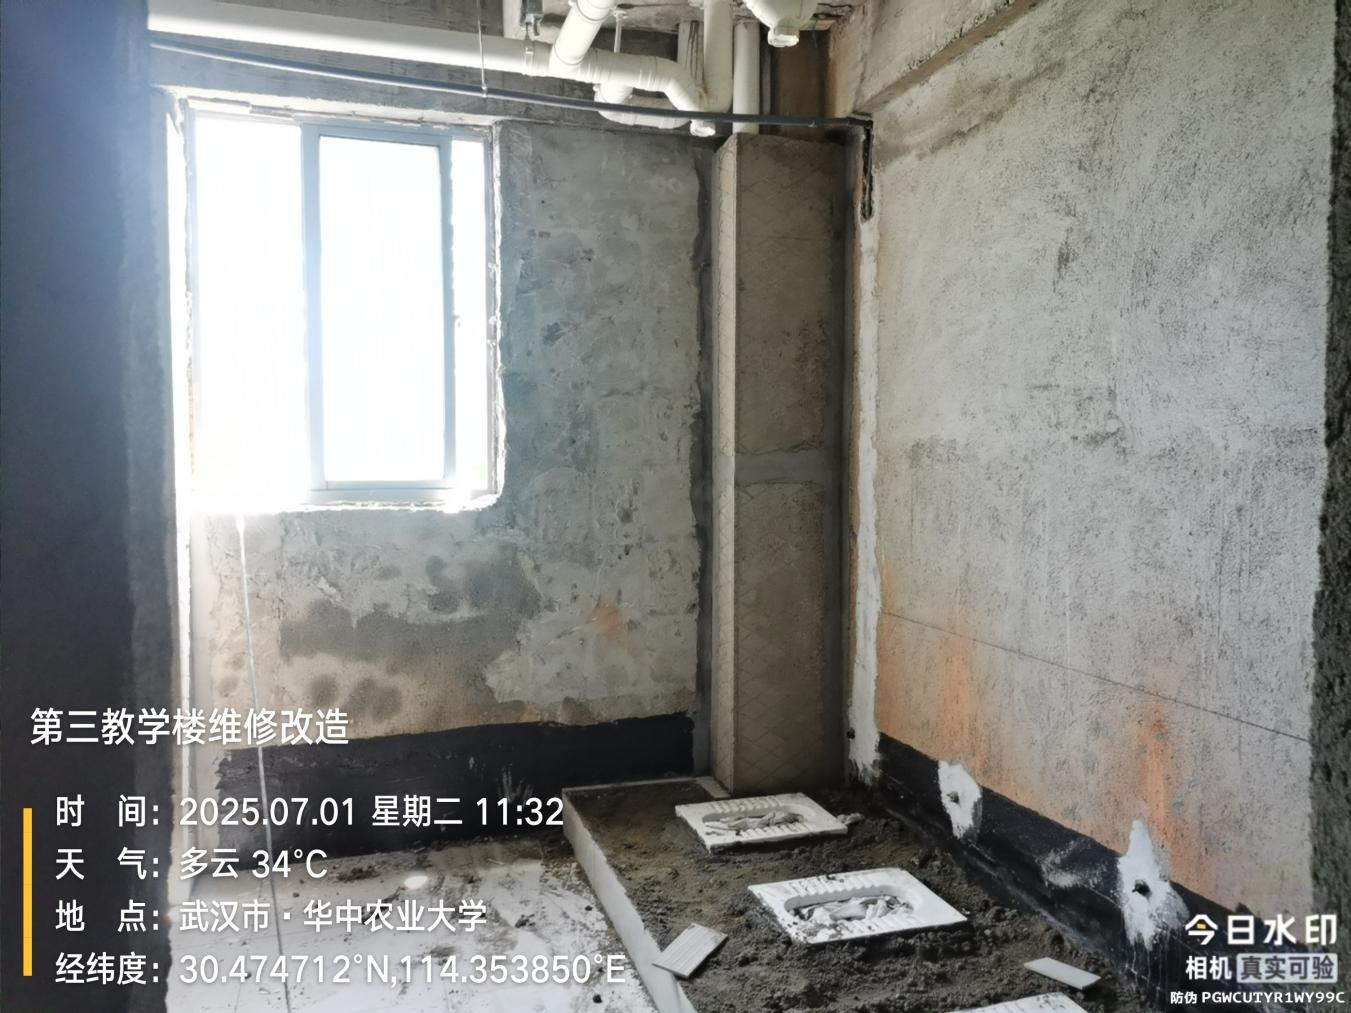 第三教学楼维修改造
时 间：2025.07.01 星期二 11:32
天 气：多云 34°C
地 点：武汉市·华中农业大学
经纬度：30.474712°N,114.353850°E
今日水印
相机 真实可验
防伪 PGWCUTYR1WY99C